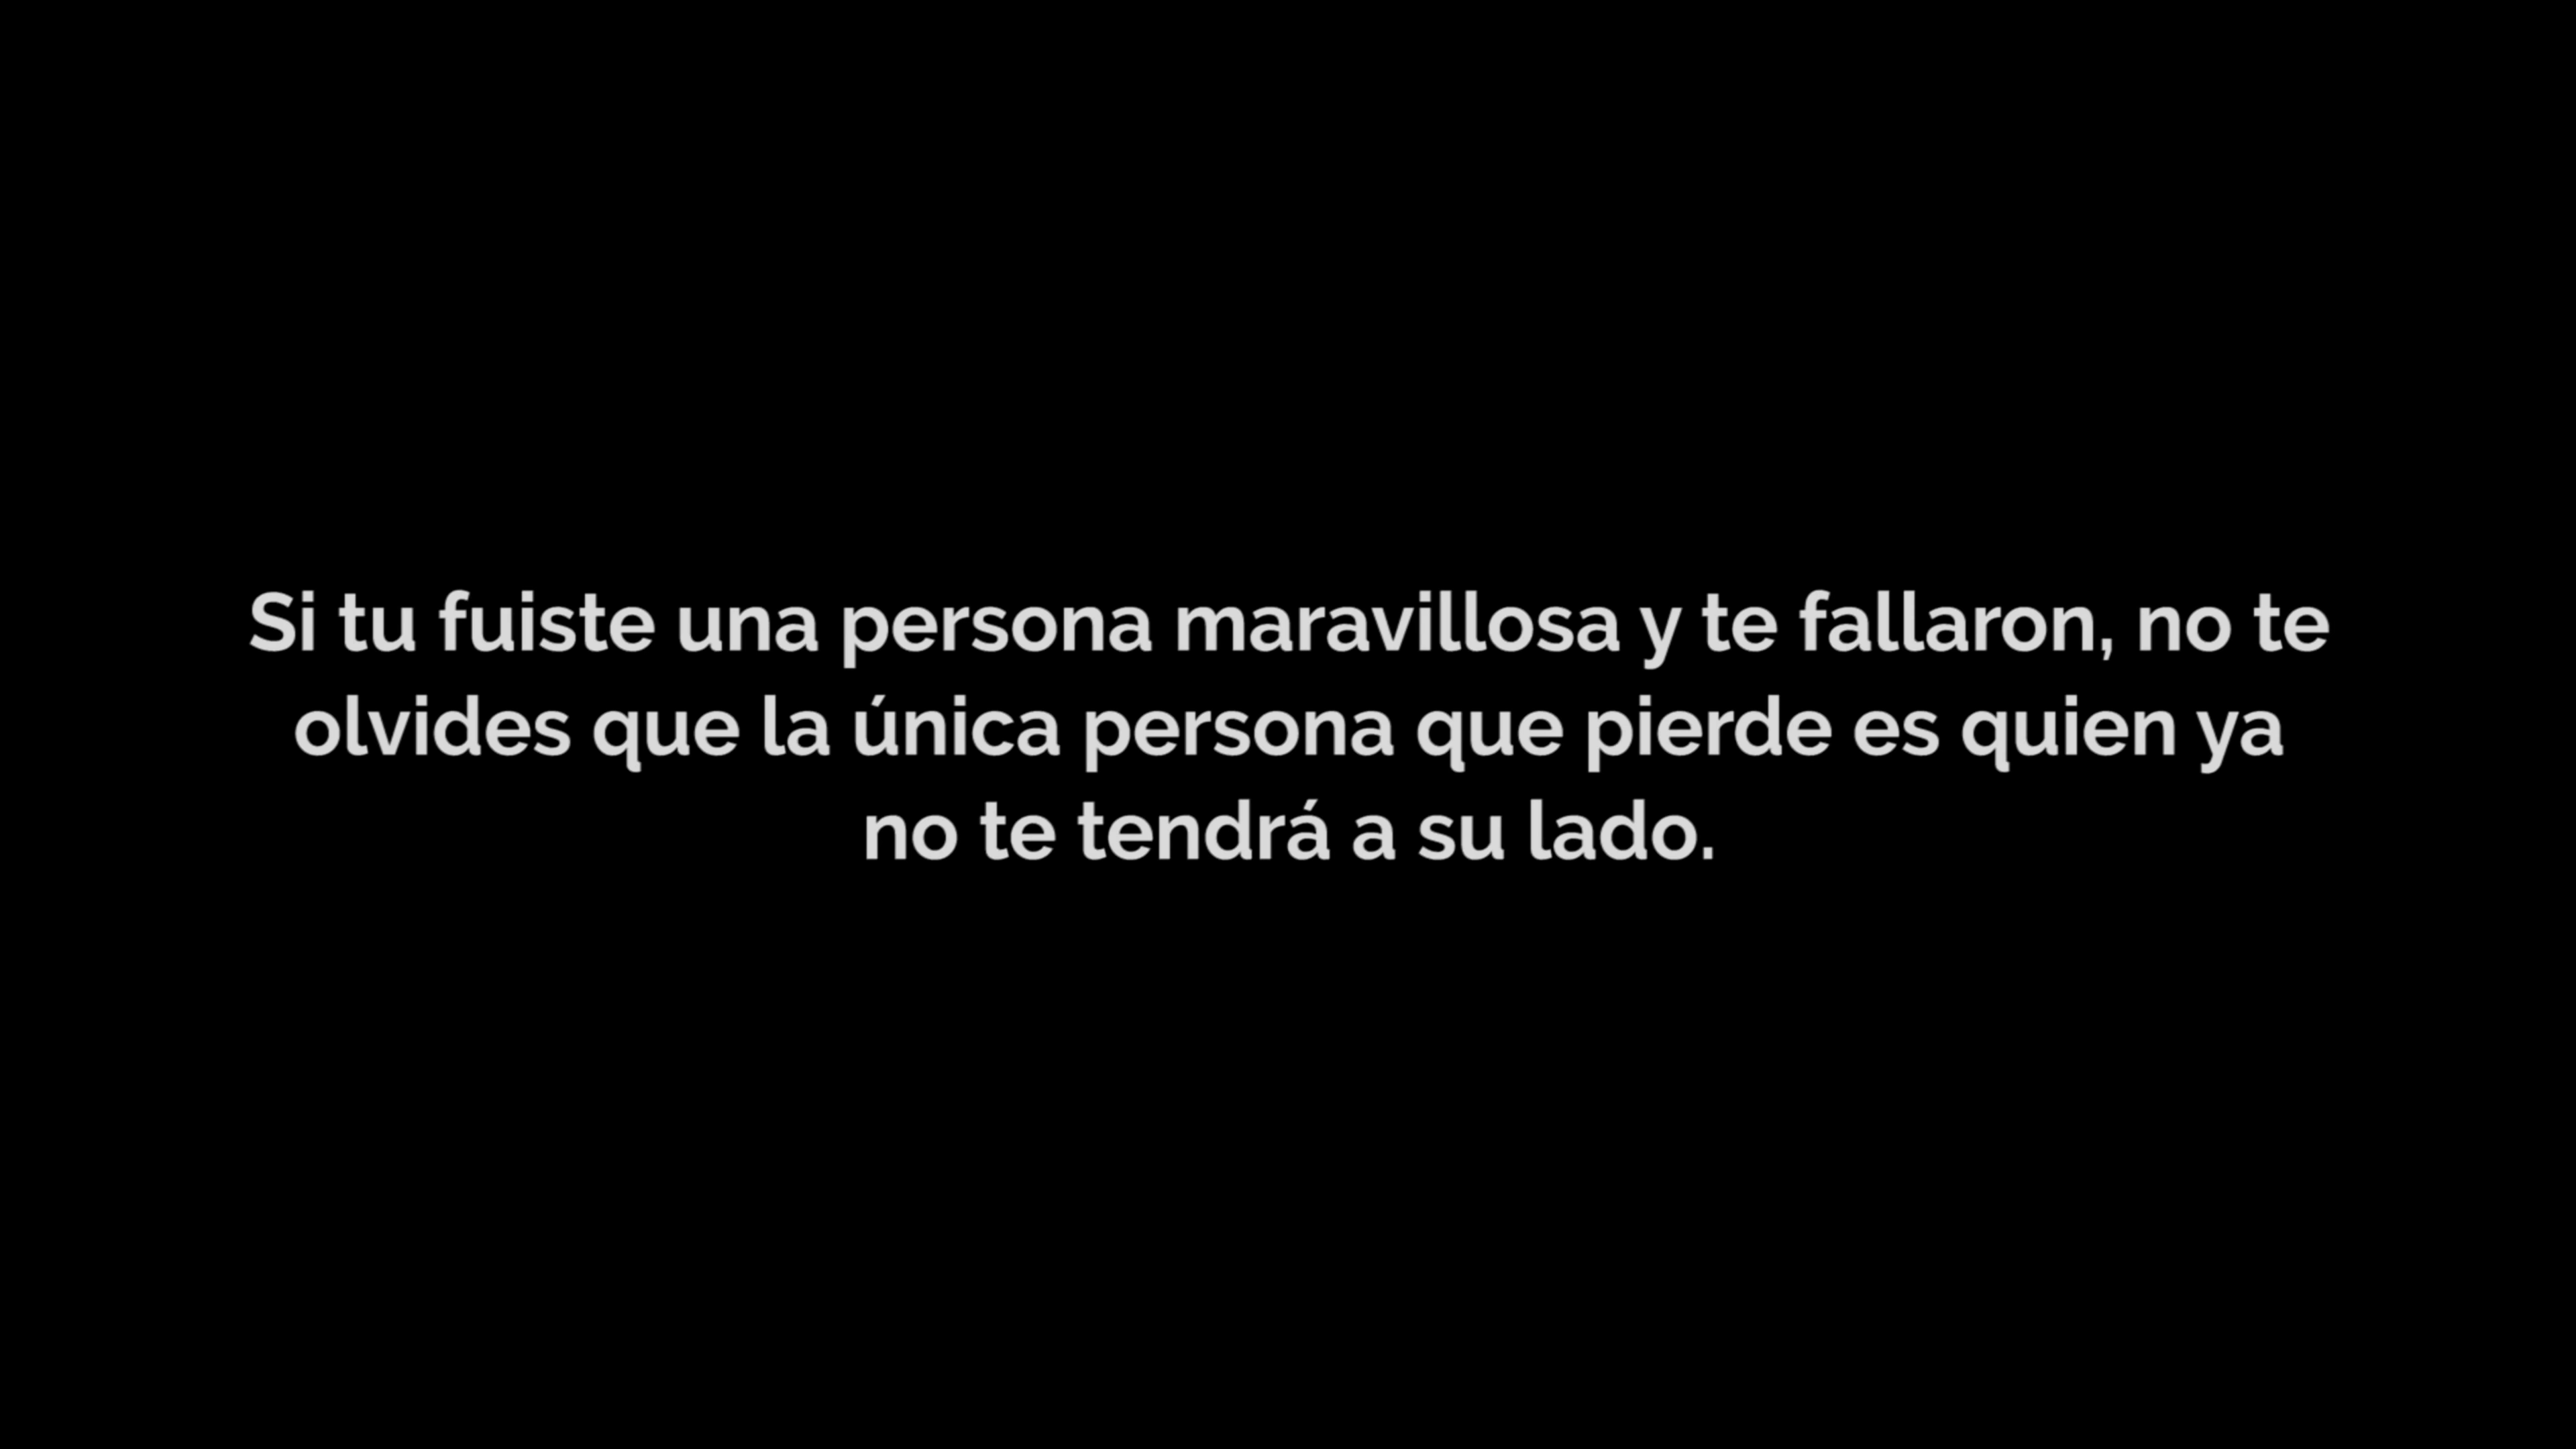 Si tu fuiste una persona maravillosa y te fallaron, no te
olvides que la única persona que pierde es quien ya
no te tendrá a su lado.